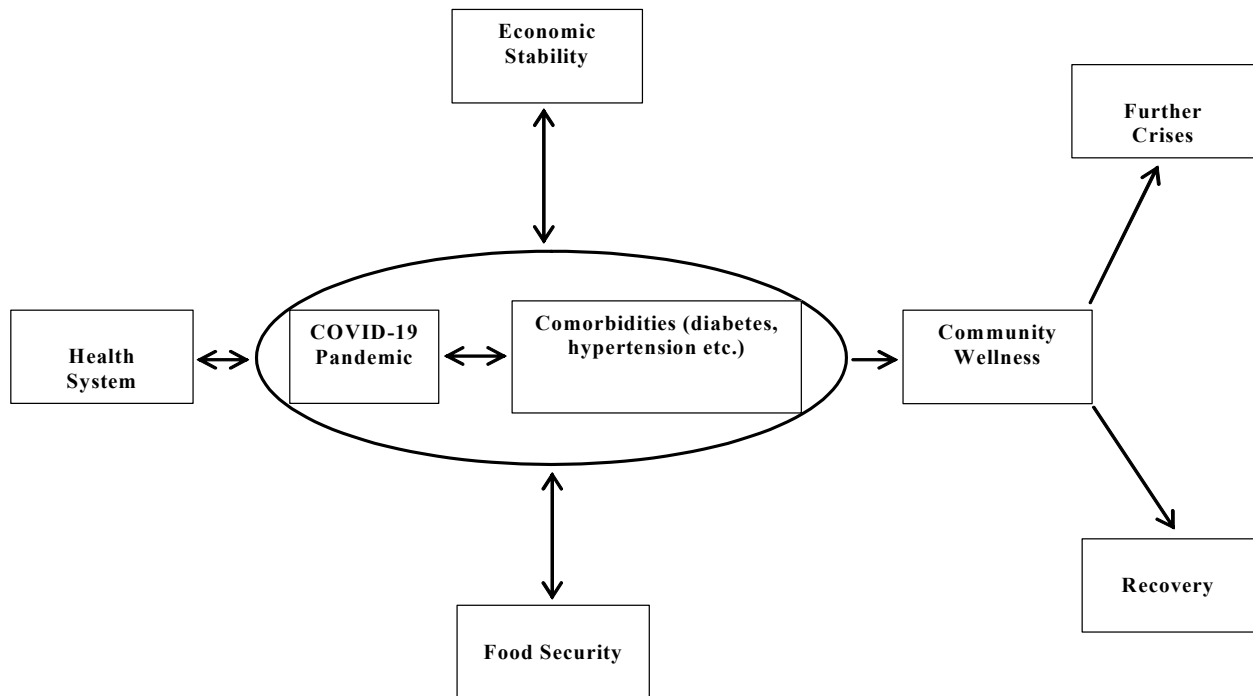 Economic
Stability
Further
Crises
Health
System
COVID-19
Pandemic
Comorbidities (diabetes,
hypertension etc.)
Community
Wellness
Recovery
Food Security